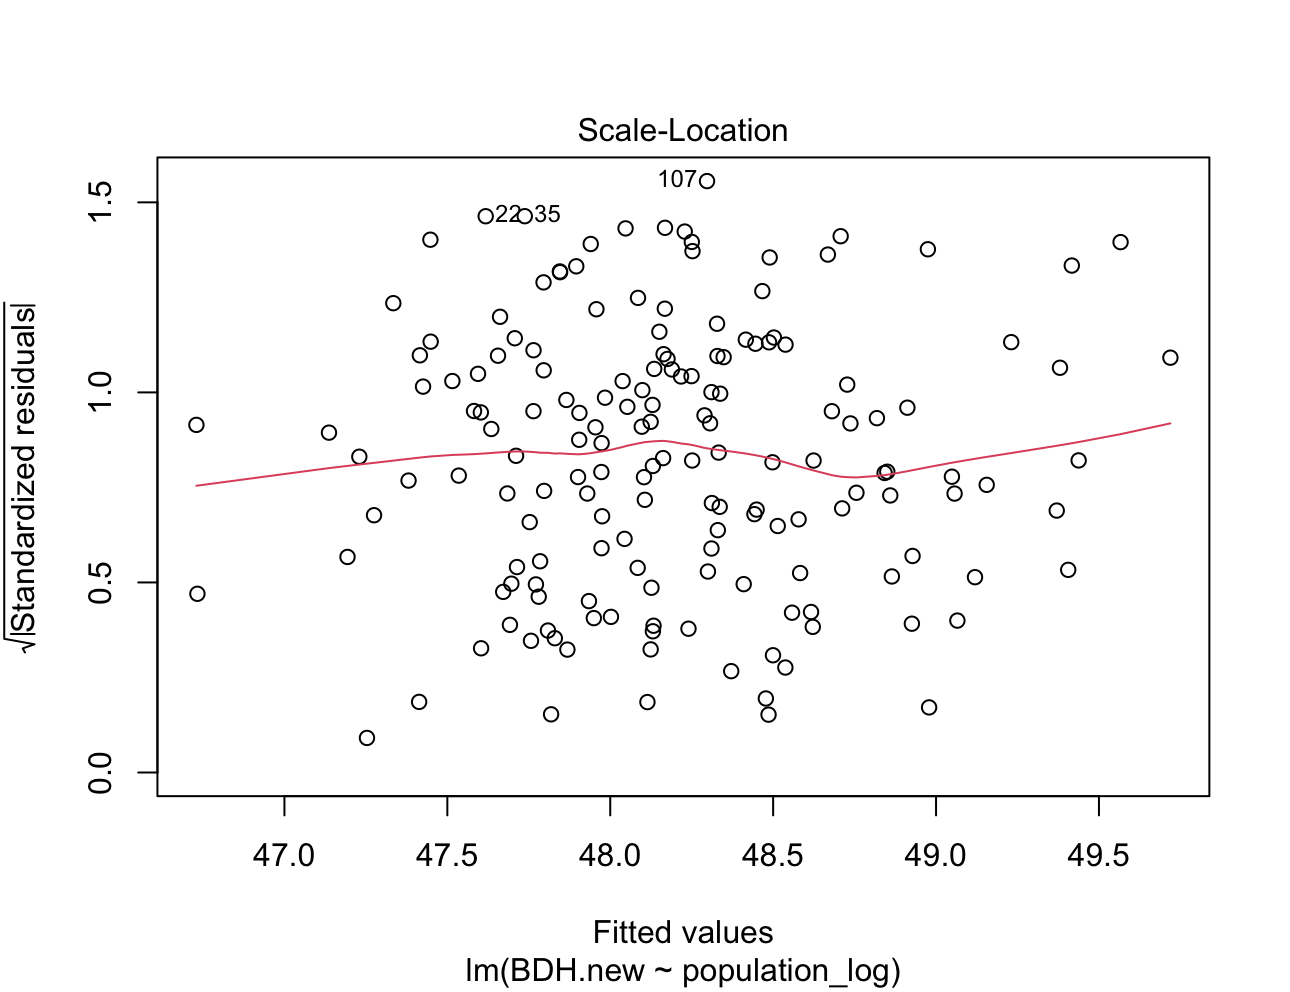 Scale-Location
√|Standardized residuals|
1.5
1.0
0.5
0.0
107
22 35
47.0 47.5 48.0 48.5 49.0 49.5
Fitted values
lm(BDH.new ~ population_log)